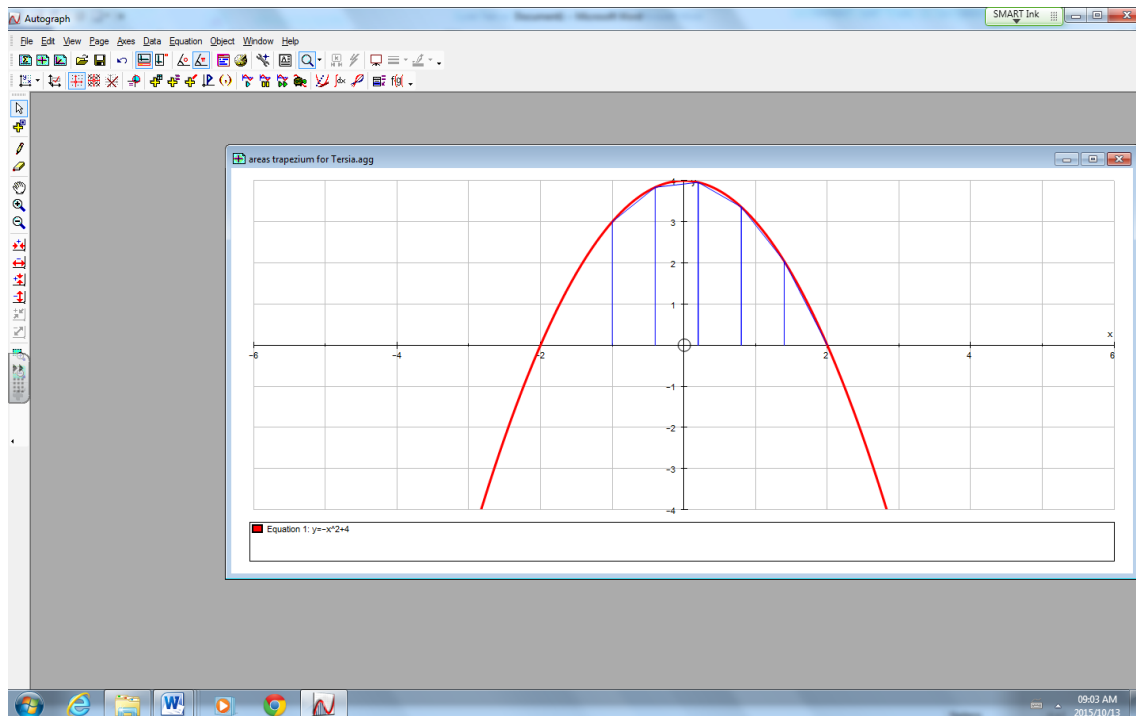 Autograph
SMART Ink
File Edit View Page Axes Data Equation Object Window Help
areas trapezium for Tersia.agg
4 y
3
2
1
x
-6 -4 -2 2 4 6
-1
-2
-3
-4
Equation 1: y=-x^2+4
09:03 AM
2015/10/13